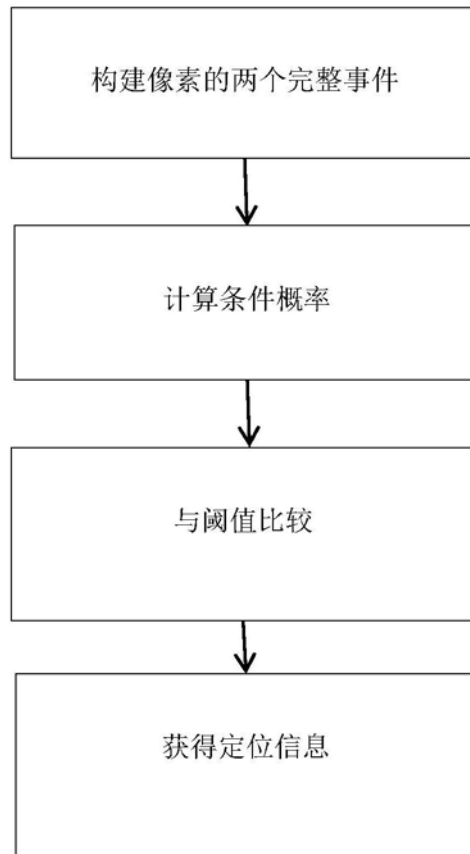 构建像素的两个完整事件
计算条件概率
与阈值比较
获得定位信息